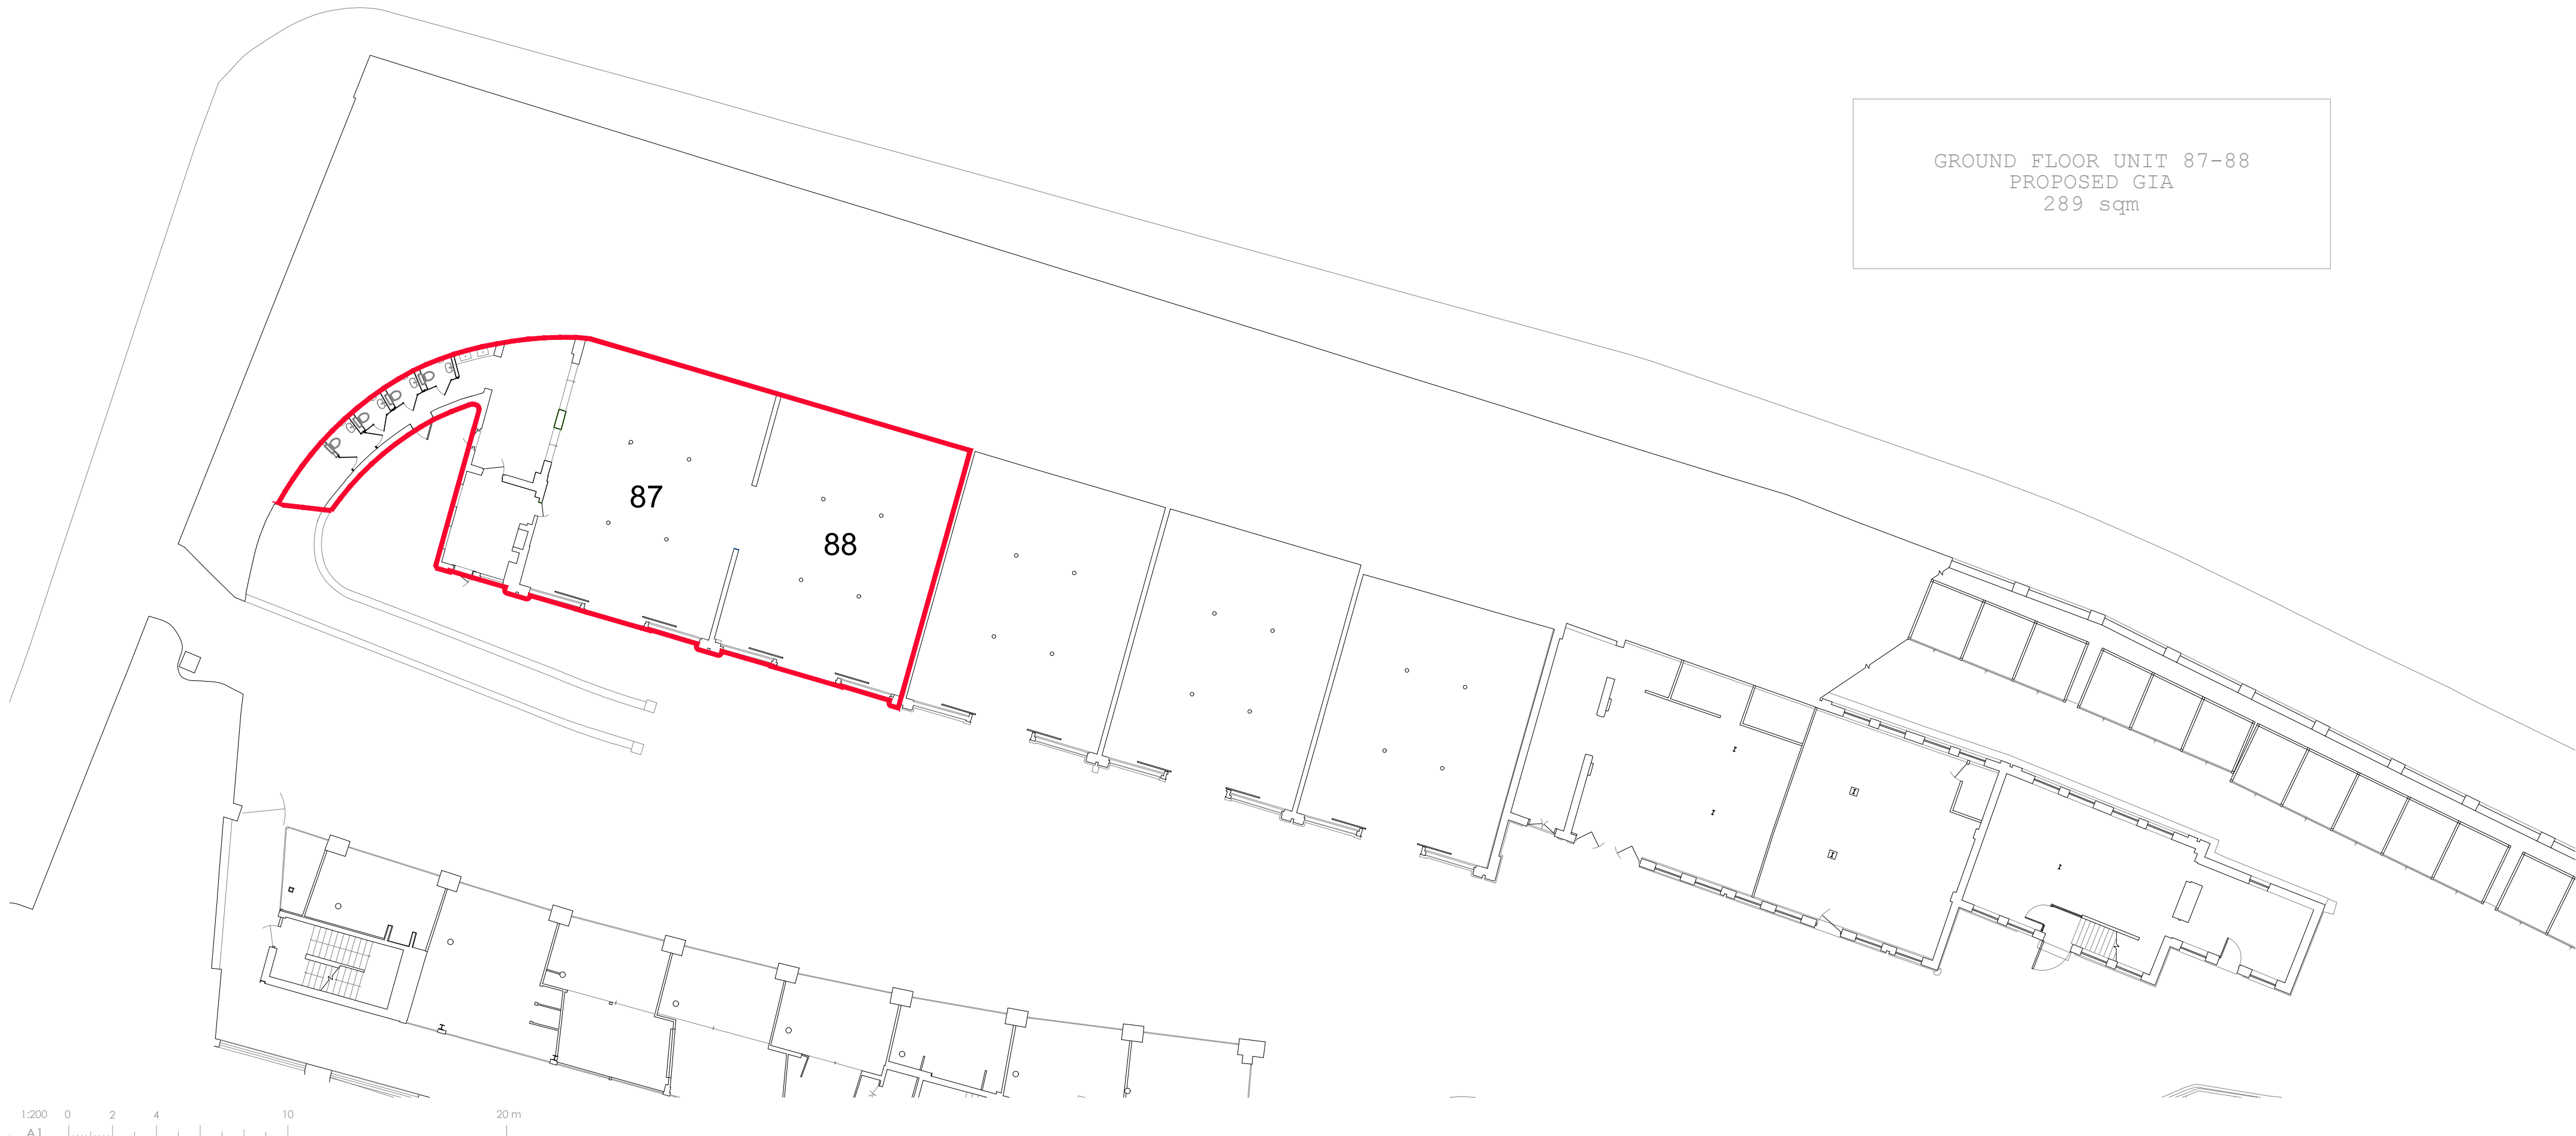 GROUND FLOOR UNIT 87-88
PROPOSED GIA
289 sqm
87
88
1:200 0 2 4 10 20 m
A1